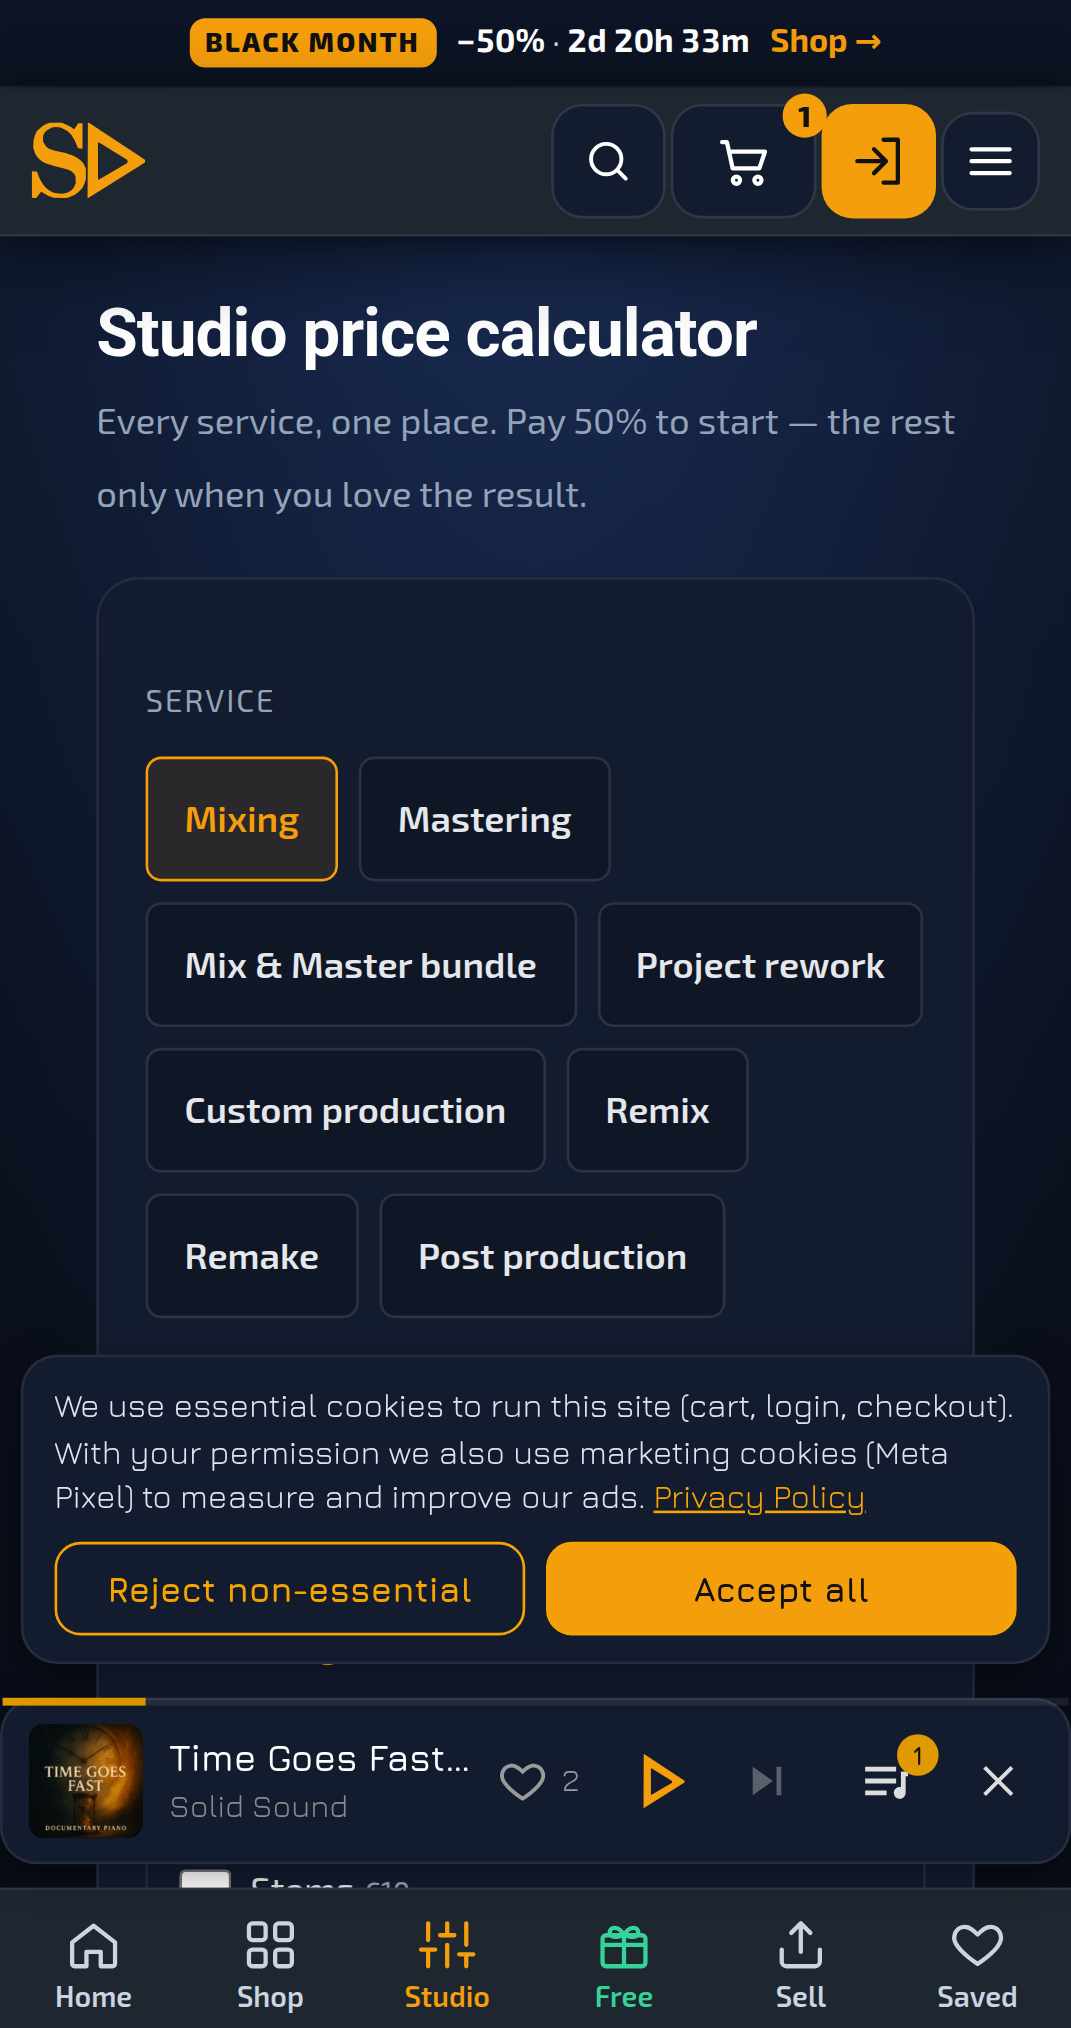 BLACK MONTH −50% · 2d 20h 33m Shop →
S
1
Studio price calculator
Every service, one place. Pay 50% to start — the rest
only when you love the result.
SERVICE
Mixing Mastering
Mix & Master bundle Project rework
Custom production Remix
Remake Post production
We use essential cookies to run this site (cart, login, checkout).
With your permission we also use marketing cookies (Meta
Pixel) to measure and improve our ads. Privacy Policy
Reject non-essential Accept all
TIME GOES
FAST
DOCUMENTARY PIANO
Time Goes Fast...
Solid Sound
2
1
Stems €19
Home Shop Studio Free Sell Saved